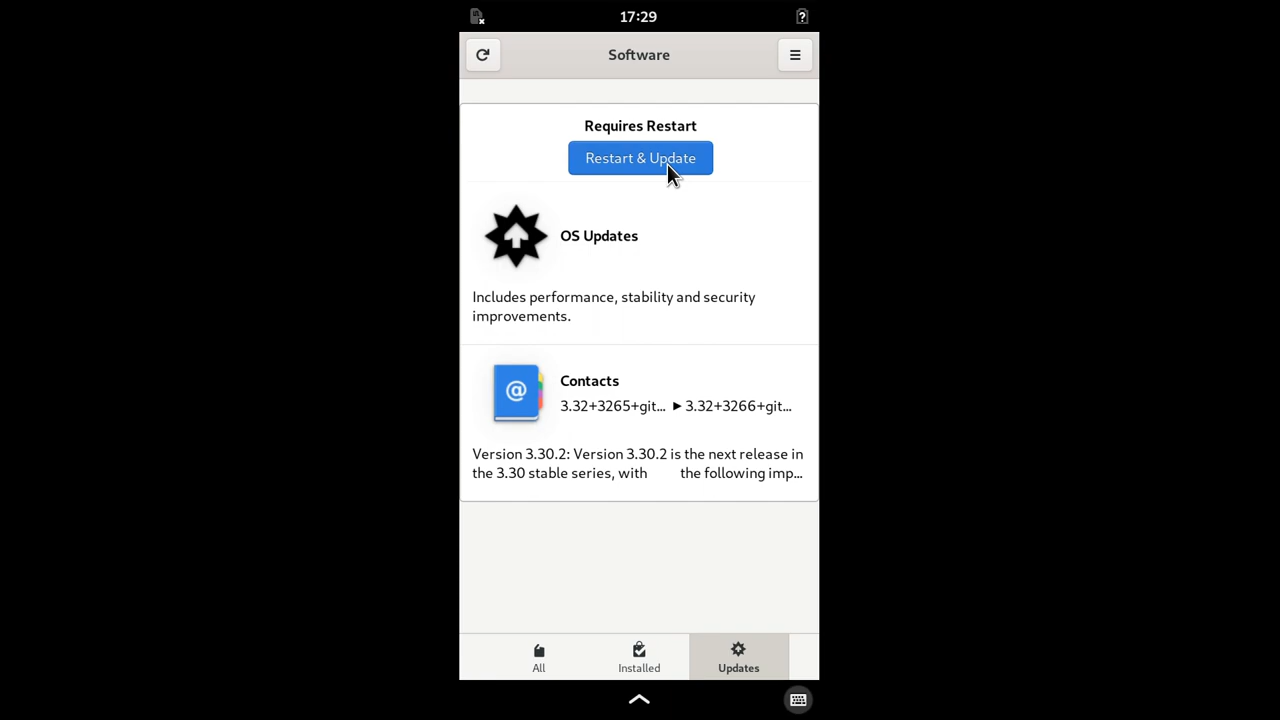 17:29
Software
Requires Restart
Restart & Update
OS Updates
Includes performance, stability and security
improvements.
@
Contacts
3.32+3265+git... ▶ 3.32+3266+git...
Version 3.30.2: Version 3.30.2 is the next release in
the 3.30 stable series, with the following imp...
All
Installed
Updates